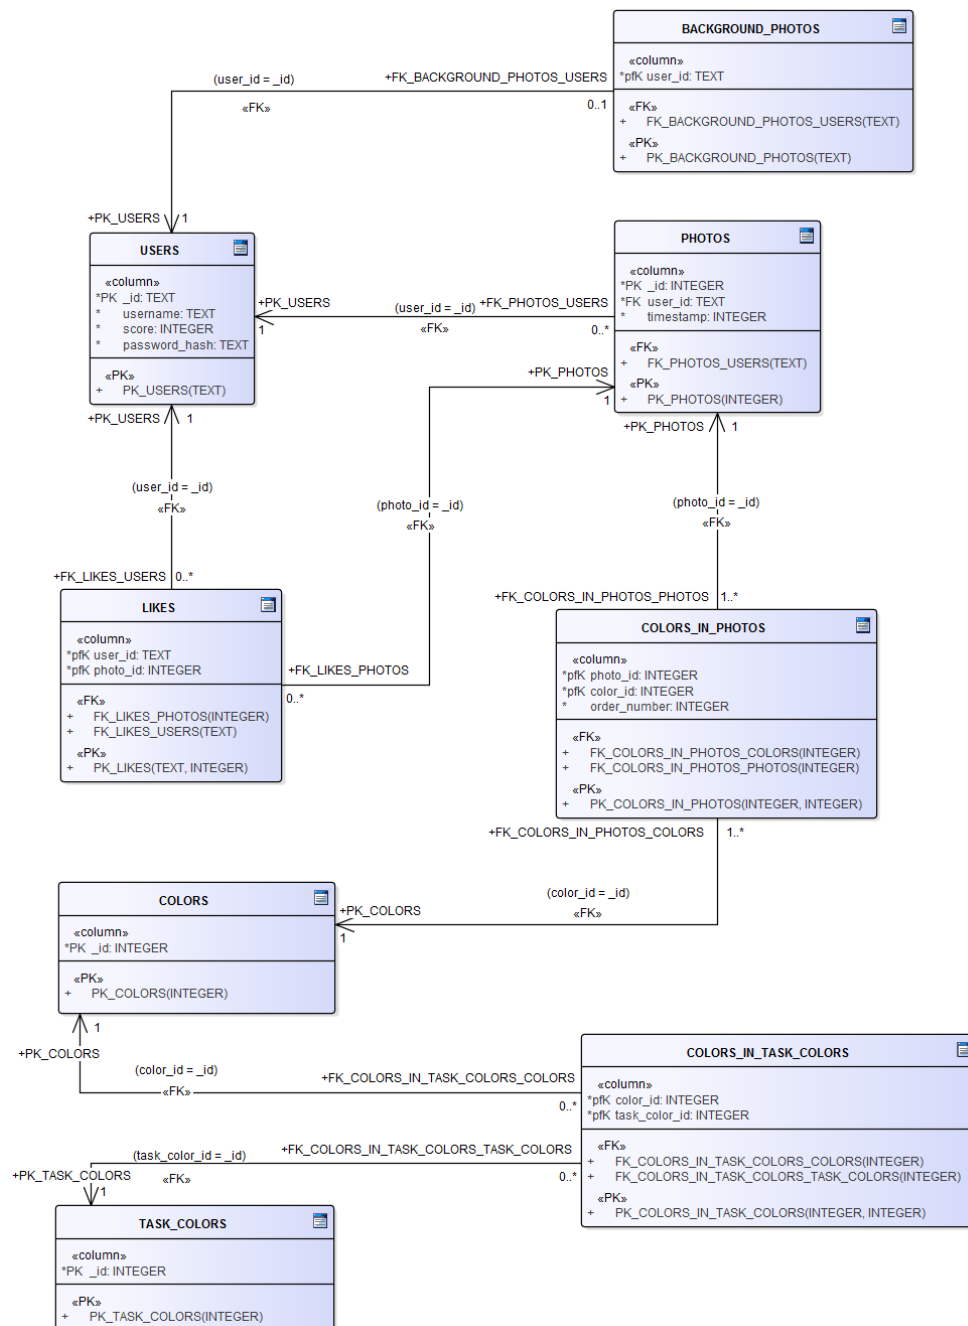 BACKGROUND_PHOTOS
«column»
*pfK user_id: TEXT
«FK»
+ FK_BACKGROUND_PHOTOS_USERS(TEXT)
«PK»
+ PK_BACKGROUND_PHOTOS(TEXT)
(user_id = _id)
«FK»
+FK_BACKGROUND_PHOTOS_USERS
0..1
+PK_USERS
1
USERS
«column»
*PK _id: TEXT
* username: TEXT
* score: INTEGER
* password_hash: TEXT
«PK»
+ PK_USERS(TEXT)
PHOTOS
«column»
*PK _id: INTEGER
*FK user_id: TEXT
* timestamp: INTEGER
«FK»
+ FK_PHOTOS_USERS(TEXT)
«PK»
+ PK_PHOTOS(INTEGER)
+PK_USERS
1
(user_id = _id)
«FK»
+FK_PHOTOS_USERS
0..*
+PK_PHOTOS
1
+PK_USERS
1
(user_id = _id)
«FK»
+FK_LIKES_USERS
0..*
(photo_id = _id)
«FK»
+PK_PHOTOS
1
(photo_id = _id)
«FK»
+FK_COLORS_IN_PHOTOS_PHOTOS
1..*
LIKES
«column»
*pfK user_id: TEXT
*pfK photo_id: INTEGER
«FK»
+ FK_LIKES_PHOTOS(INTEGER)
+ FK_LIKES_USERS(TEXT)
«PK»
+ PK_LIKES(TEXT, INTEGER)
+FK_LIKES_PHOTOS
0..*
COLORS_IN_PHOTOS
«column»
*pfK photo_id: INTEGER
*pfK color_id: INTEGER
* order_number: INTEGER
«FK»
+ FK_COLORS_IN_PHOTOS_COLORS(INTEGER)
+ FK_COLORS_IN_PHOTOS_PHOTOS(INTEGER)
«PK»
+ PK_COLORS_IN_PHOTOS(INTEGER, INTEGER)
+FK_COLORS_IN_PHOTOS_COLORS
1..*
(color_id = _id)
«FK»
+PK_COLORS
1
COLORS
«column»
*PK _id: INTEGER
«PK»
+ PK_COLORS(INTEGER)
1
+PK_COLORS
(color_id = _id)
«FK»
+FK_COLORS_IN_TASK_COLORS_COLORS
0..*
COLORS_IN_TASK_COLORS
«column»
*pfK color_id: INTEGER
*pfK task_color_id: INTEGER
«FK»
+ FK_COLORS_IN_TASK_COLORS_COLORS(INTEGER)
+ FK_COLORS_IN_TASK_COLORS_TASK_COLORS(INTEGER)
«PK»
+ PK_COLORS_IN_TASK_COLORS(INTEGER, INTEGER)
(task_color_id = _id)
«FK»
+FK_COLORS_IN_TASK_COLORS_TASK_COLORS
0..*
+PK_TASK_COLORS
1
TASK_COLORS
«column»
*PK _id: INTEGER
«PK»
+ PK_TASK_COLORS(INTEGER)